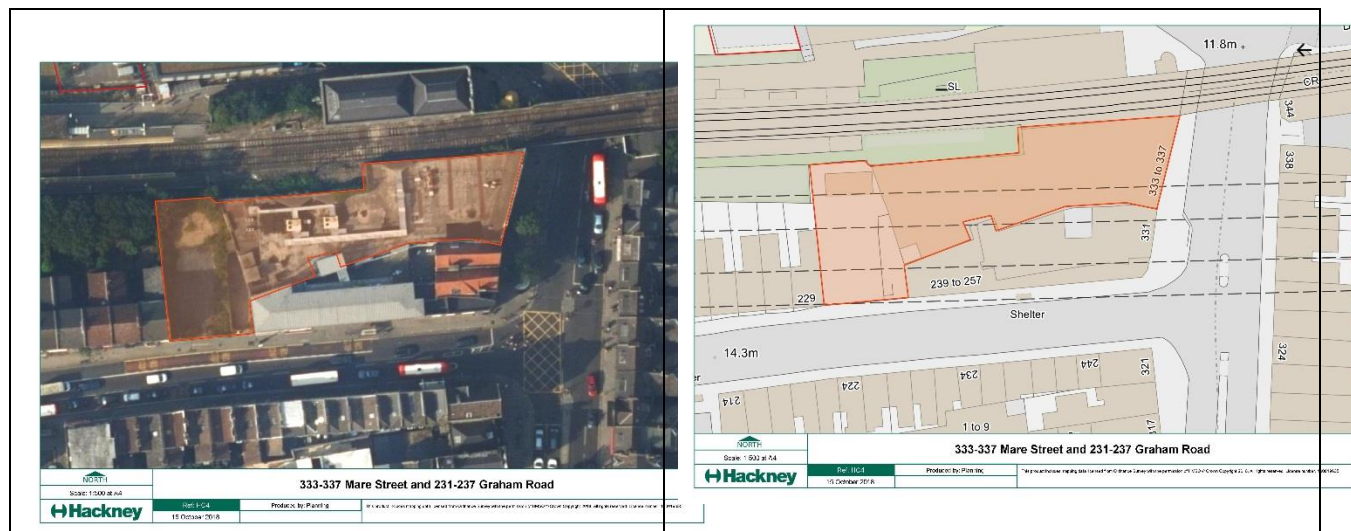 NORTH
Scale: 1:500 at A4
Hackney
333-337 Mare Street and 231-237 Graham Road
Ref: HC4
Produced by: Planning
15 October 2018
11.8m
SL
CR
344
338
333 to 337
331
239 to 257
229
Shelter
14.3m
324
321
244
234
224
214
1 to 9
317
NORTH
Scale: 1:500 at A4
Hackney
333-337 Mare Street and 231-237 Graham Road
Ref: HC4
Produced by: Planning
15 October 2018